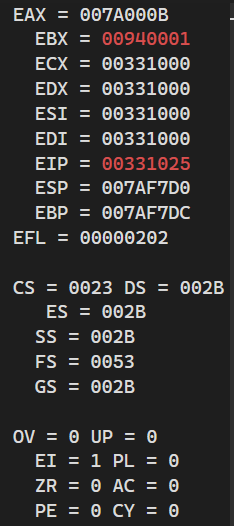 EAX = 007A000B
EBX = 00940001
ECX = 00331000
EDX = 00331000
ESI = 00331000
EDI = 00331000
EIP = 00331025
ESP = 007AF7D0
EBP = 007AF7DC
EFL = 00000202
CS = 0023 DS = 002B
ES = 002B
SS = 002B
FS = 0053
GS = 002B
OV = 0 UP = 0
EI = 1 PL = 0
ZR = 0 AC = 0
PE = 0 CY = 0